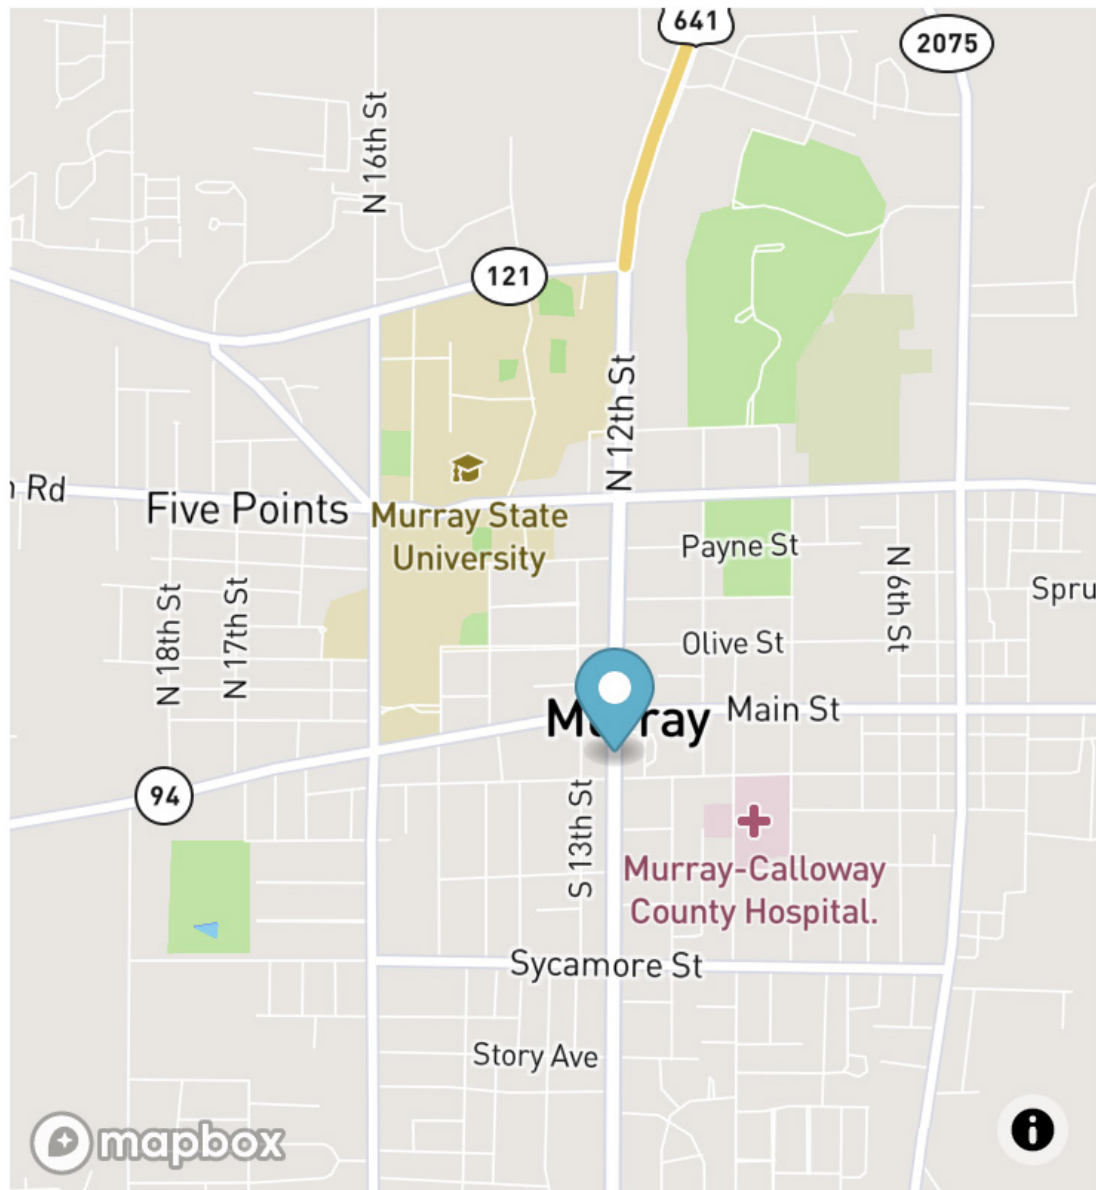 641
2075
N 16th St
121
N 12th St
n Rd
Five Points
Murray State
University
Payne St
N 6th St
Spru
N 18th St
N 17th St
Olive St
Murray
Main St
94
S 13th St
Murray-Calloway
County Hospital.
Sycamore St
Story Ave
mapbox
i